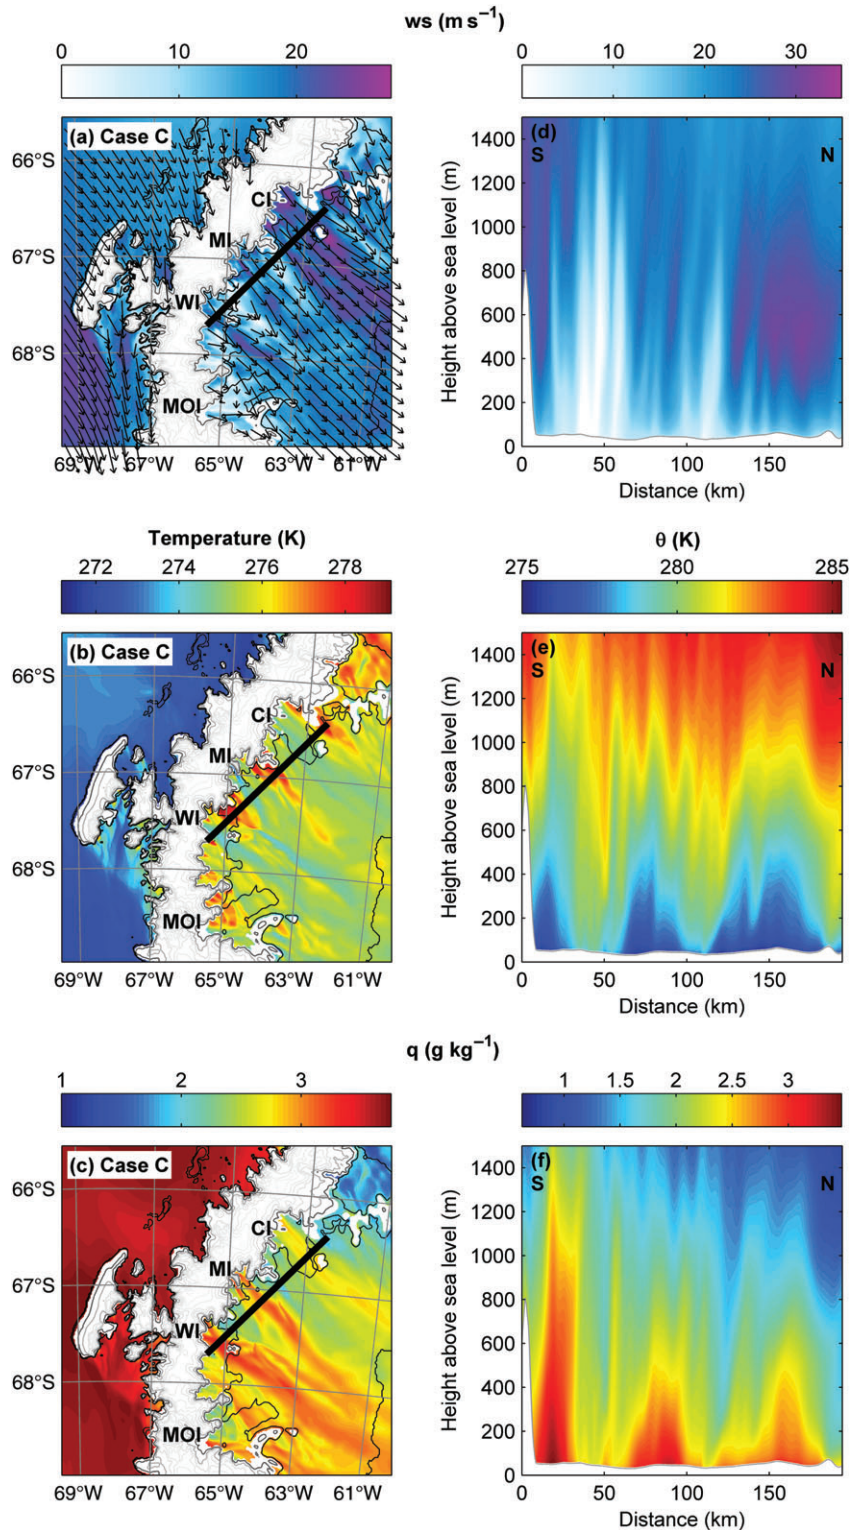 ws (m s⁻¹)
0 10 20
0 10 20 30
(a) Case C
66°S
67°S
68°S
CI
MI
WI
MOI
69°W 67°W 65°W 63°W 61°W
(d)
S N
Height above sea level (m)
1400
1200
1000
800
600
400
200
0
0 50 100 150
Distance (km)
Temperature (K)
272 274 276 278
θ (K)
275 280 285
(b) Case C
66°S
67°S
68°S
CI
MI
WI
MOI
69°W 67°W 65°W 63°W 61°W
(e)
S N
Height above sea level (m)
1400
1200
1000
800
600
400
200
0
0 50 100 150
Distance (km)
q (g kg⁻¹)
1 2 3
1 1.5 2 2.5 3
(c) Case C
66°S
67°S
68°S
CI
MI
WI
MOI
69°W 67°W 65°W 63°W 61°W
(f)
S N
Height above sea level (m)
1400
1200
1000
800
600
400
200
0
0 50 100 150
Distance (km)